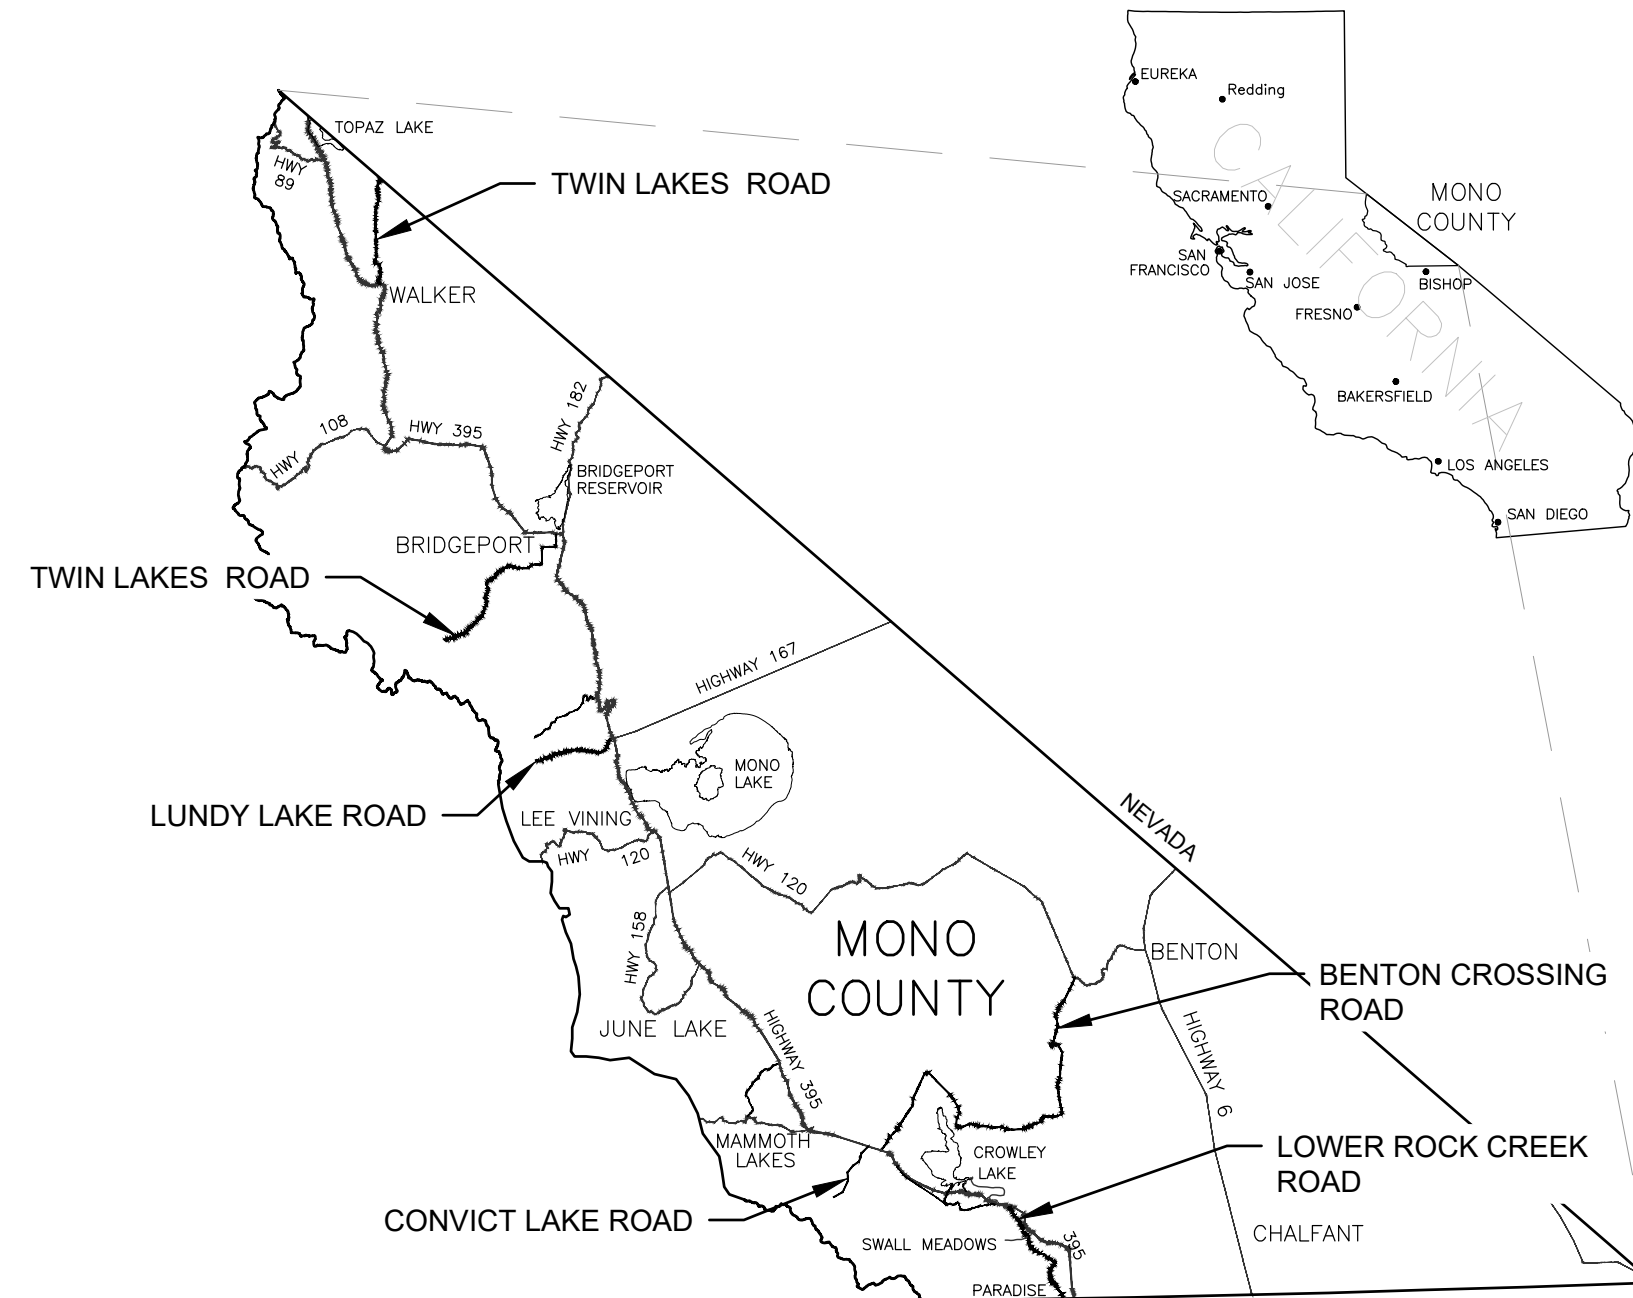 EUREKA
Redding
CALIFORNIA
SACRAMENTO
MONO
COUNTY
SAN
FRANCISCO
SAN JOSE
BISHOP
FRESNO
BAKERSFIELD
LOS ANGELES
SAN DIEGO
TOPAZ LAKE
HWY
89
TWIN LAKES ROAD
WALKER
HWY 182
HWY 108
HWY 395
BRIDGEPORT
RESERVOIR
BRIDGEPORT
TWIN LAKES ROAD
HIGHWAY 167
MONO
LAKE
LUNDY LAKE ROAD
LEE VINING
HWY 120
HWY 120
NEVADA
HWY 158
MONO
COUNTY
BENTON
BENTON CROSSING
ROAD
JUNE LAKE
HIGHWAY 395
HIGHWAY 6
MAMMOTH
LAKES
CROWLEY
LAKE
LOWER ROCK CREEK
ROAD
CONVICT LAKE ROAD
SWALL MEADOWS
395
CHALFANT
PARADISE